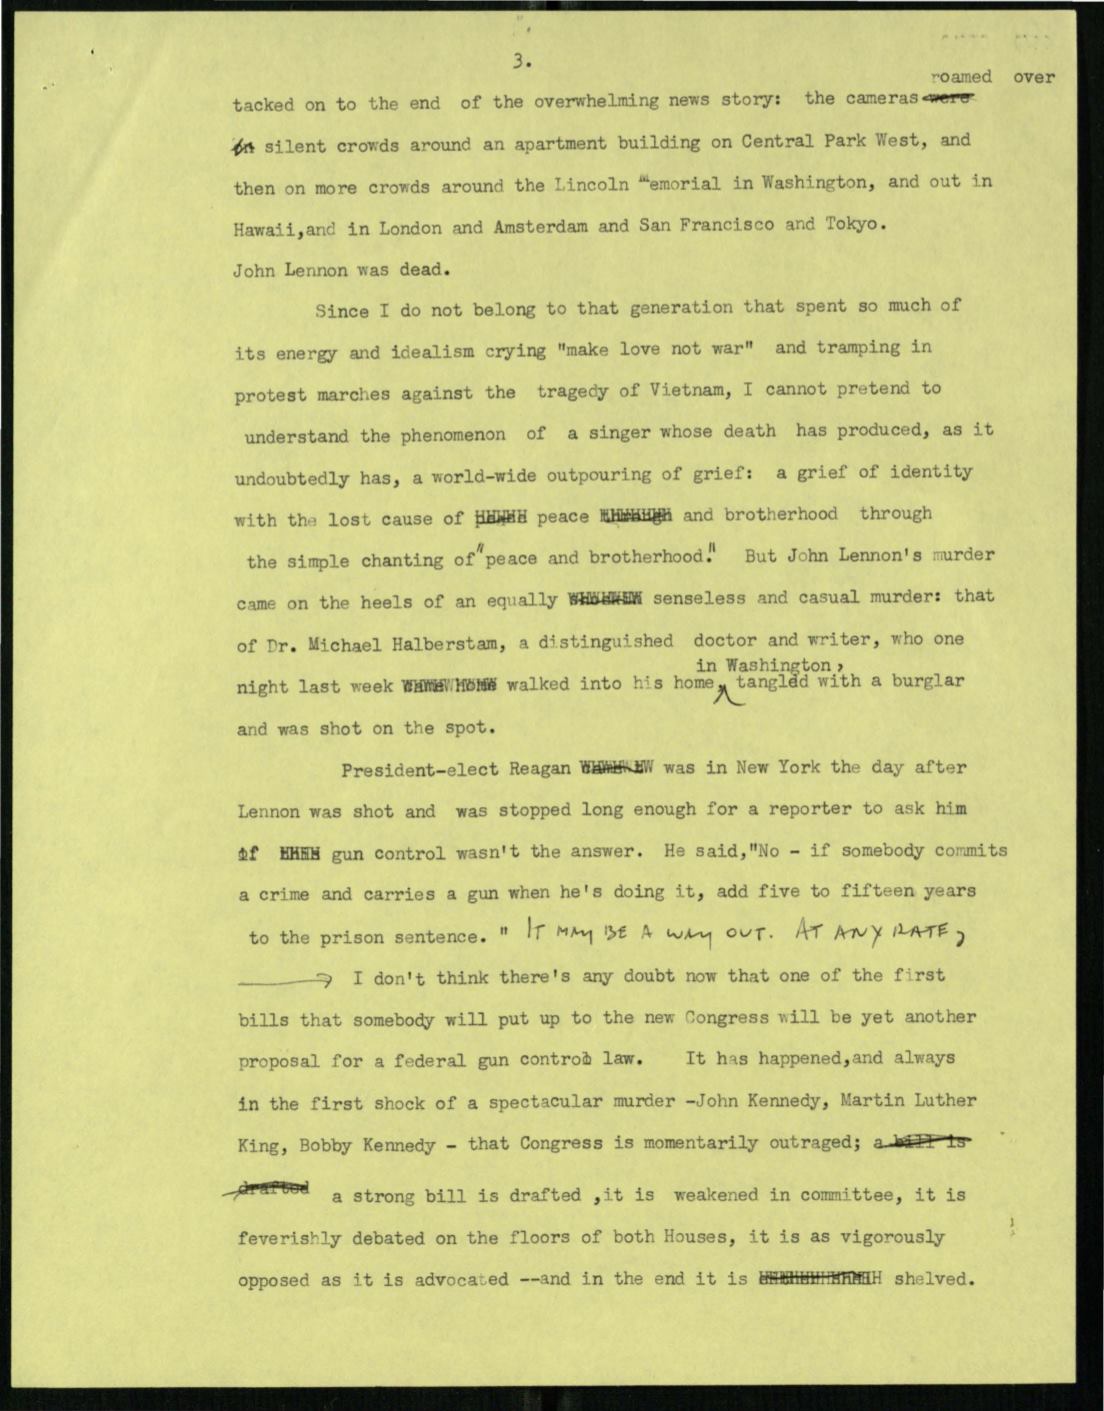 3.
roamed over
tacked on to the end of the overwhelming news story: the cameras were
in silent crowds around an apartment building on Central Park West, and
then on more crowds around the Lincoln Memorial in Washington, and out in
Hawaii,and in London and Amsterdam and San Francisco and Tokyo.
John Lennon was dead.
Since I do not belong to that generation that spent so much of
its energy and idealism crying "make love not war" and tramping in
protest marches against the tragedy of Vietnam, I cannot pretend to
understand the phenomenon of a singer whose death has produced, as it
undoubtedly has, a world-wide outpouring of grief: a grief of identity
with the lost cause of peace and brotherhood through
the simple chanting of "peace and brotherhood." But John Lennon's murder
came on the heels of an equally senseless and casual murder: that
of Dr. Michael Halberstam, a distinguished doctor and writer, who one
in Washington,
night last week walked into his home, tangled with a burglar
and was shot on the spot.
President-elect Reagan was in New York the day after
Lennon was shot and was stopped long enough for a reporter to ask him
if gun control wasn't the answer. He said,"No - if somebody commits
a crime and carries a gun when he's doing it, add five to fifteen years
to the prison sentence. " IT MAY BE A WAY OUT. AT ANY RATE,
I don't think there's any doubt now that one of the first
bills that somebody will put up to the new Congress will be yet another
proposal for a federal gun control law. It has happened,and always
in the first shock of a spectacular murder -John Kennedy, Martin Luther
King, Bobby Kennedy - that Congress is momentarily outraged; a bill is
drafted a strong bill is drafted ,it is weakened in committee, it is
feverishly debated on the floors of both Houses, it is as vigorously
opposed as it is advocated --and in the end it is shelved.